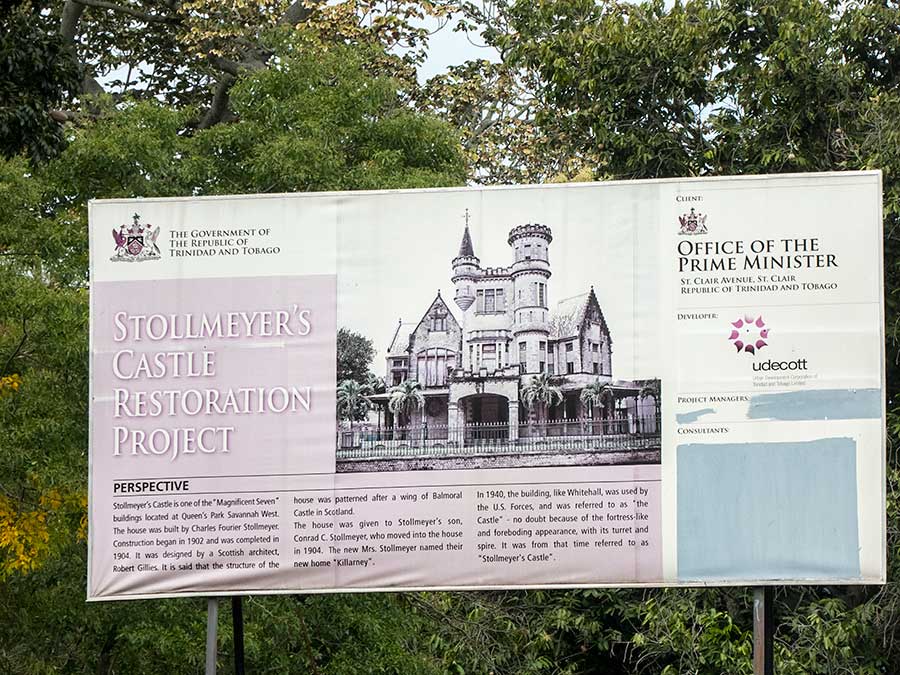 The Government of
The Republic of
Trinidad and Tobago
Stollmeyer's
Castle
Restoration
Project
PERSPECTIVE
Stollmeyer's Castle is one of the "Magnificent Seven"
buildings located at Queen's Park Savannah West.
The house was built by Charles Fourier Stollmeyer.
Construction began in 1902 and was completed in
1904. It was designed by a Scottish architect,
Robert Gillies. It is said that the structure of the
house was patterned after a wing of Balmoral
Castle in Scotland.
The house was given to Stollmeyer's son,
Conrad C. Stollmeyer, who moved into the house
in 1904. The new Mrs. Stollmeyer named their
new home "Killarney".
In 1940, the building, like Whitehall, was used by
the U.S. Forces, and was referred to as "the
Castle" - no doubt because of the fortress-like
and foreboding appearance, with its turret and
spire. It was from that time referred to as
"Stollmeyer's Castle".
Client:
Office of the
Prime Minister
St. Clair Avenue, St. Clair
Republic of Trinidad and TObago
Developer:
udecott
Urban Development Corporation of
Trinidad and Tobago Limited
Project Managers:
Consultants: